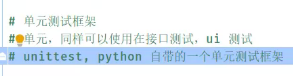 # 单元测试框架
#单元，同样可以使用在接口测试，ui 测试
# unittest, python 自带的一个单元测试框架